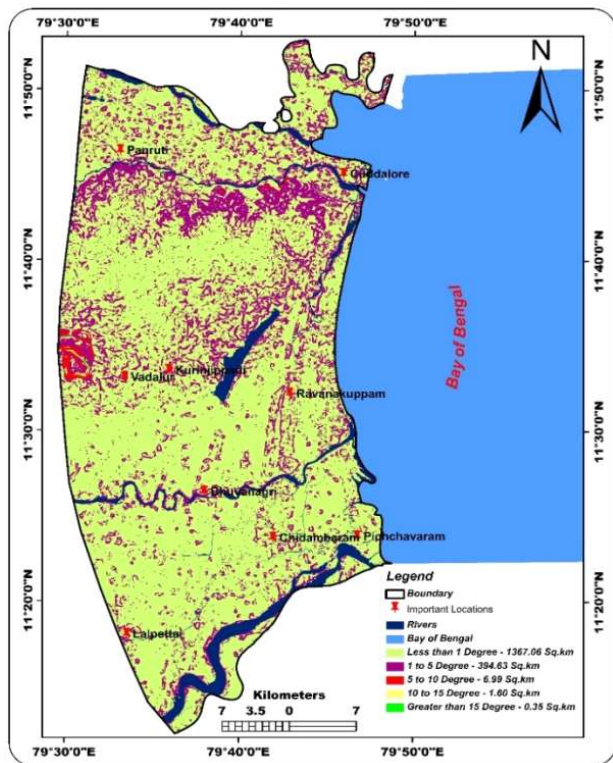 79°30'0"E 79°40'0"E 79°50'0"E
N
11°50'0"N 11°50'0"N
Panruti
Cuddalore
11°40'0"N 11°40'0"N
Bay of Bengal
Vadalur
Kurinjippadi
Ravanakuppam
11°30'0"N 11°30'0"N
Bhuvanagri
Chidambaram Pichchavaram
11°20'0"N 11°20'0"N
Lalpettai
Legend
Boundary
Important Locations
Rivers
Bay of Bengal
Less than 1 Degree - 1367.06 Sq.km
1 to 5 Degree - 394.63 Sq.km
5 to 10 Degree - 6.99 Sq.km
10 to 15 Degree - 1.60 Sq.km
Greater than 15 Degree - 0.35 Sq.km
Kilometers
7 3.5 0 7
79°30'0"E 79°40'0"E 79°50'0"E